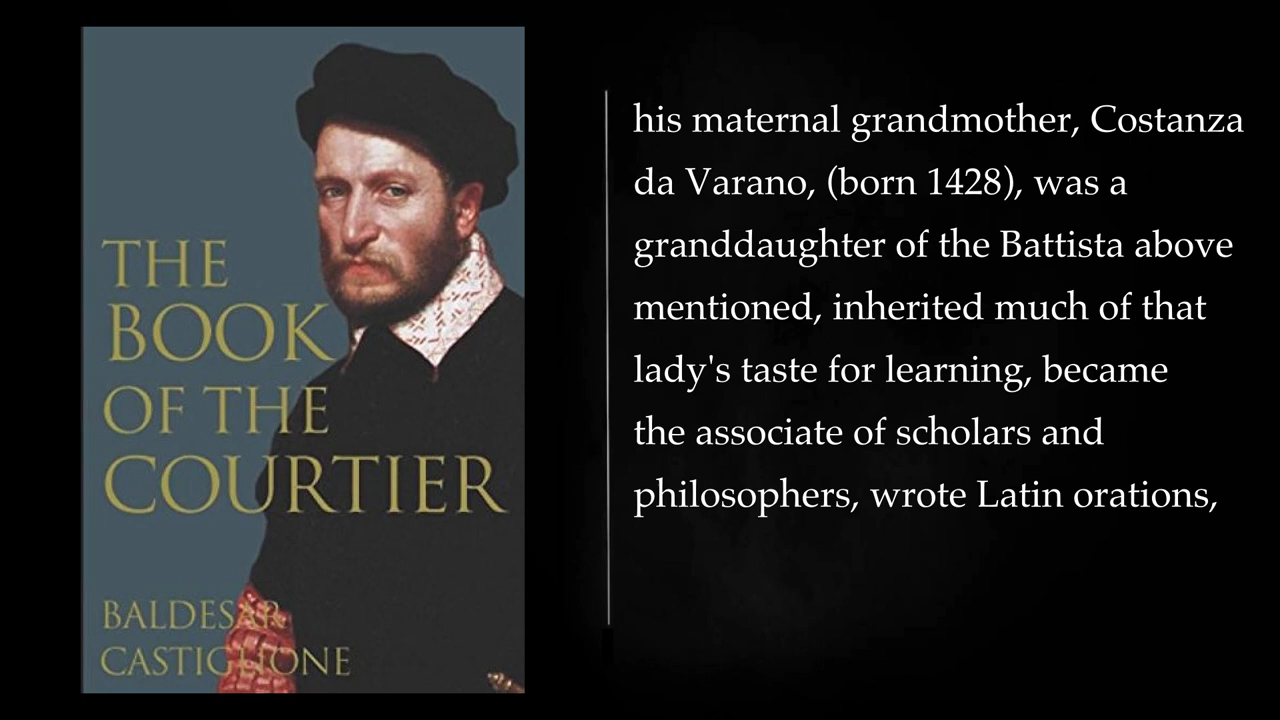 THE
BOOK
OF THE
COURTIER
BALDESAR
CASTIGLIONE
his maternal grandmother, Costanza
da Varano, (born 1428), was a
granddaughter of the Battista above
mentioned, inherited much of that
lady's taste for learning, became
the associate of scholars and
philosophers, wrote Latin orations,